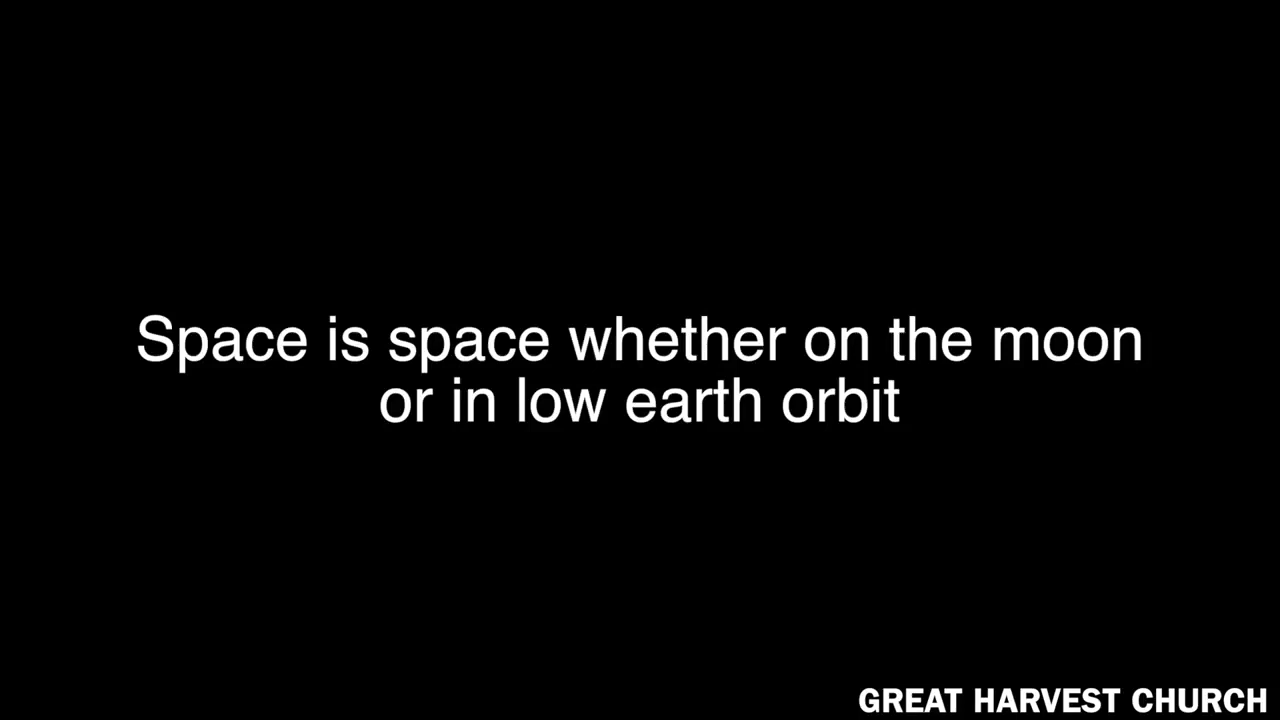 Space is space whether on the moon
or in low earth orbit
GREAT HARVEST CHURCH